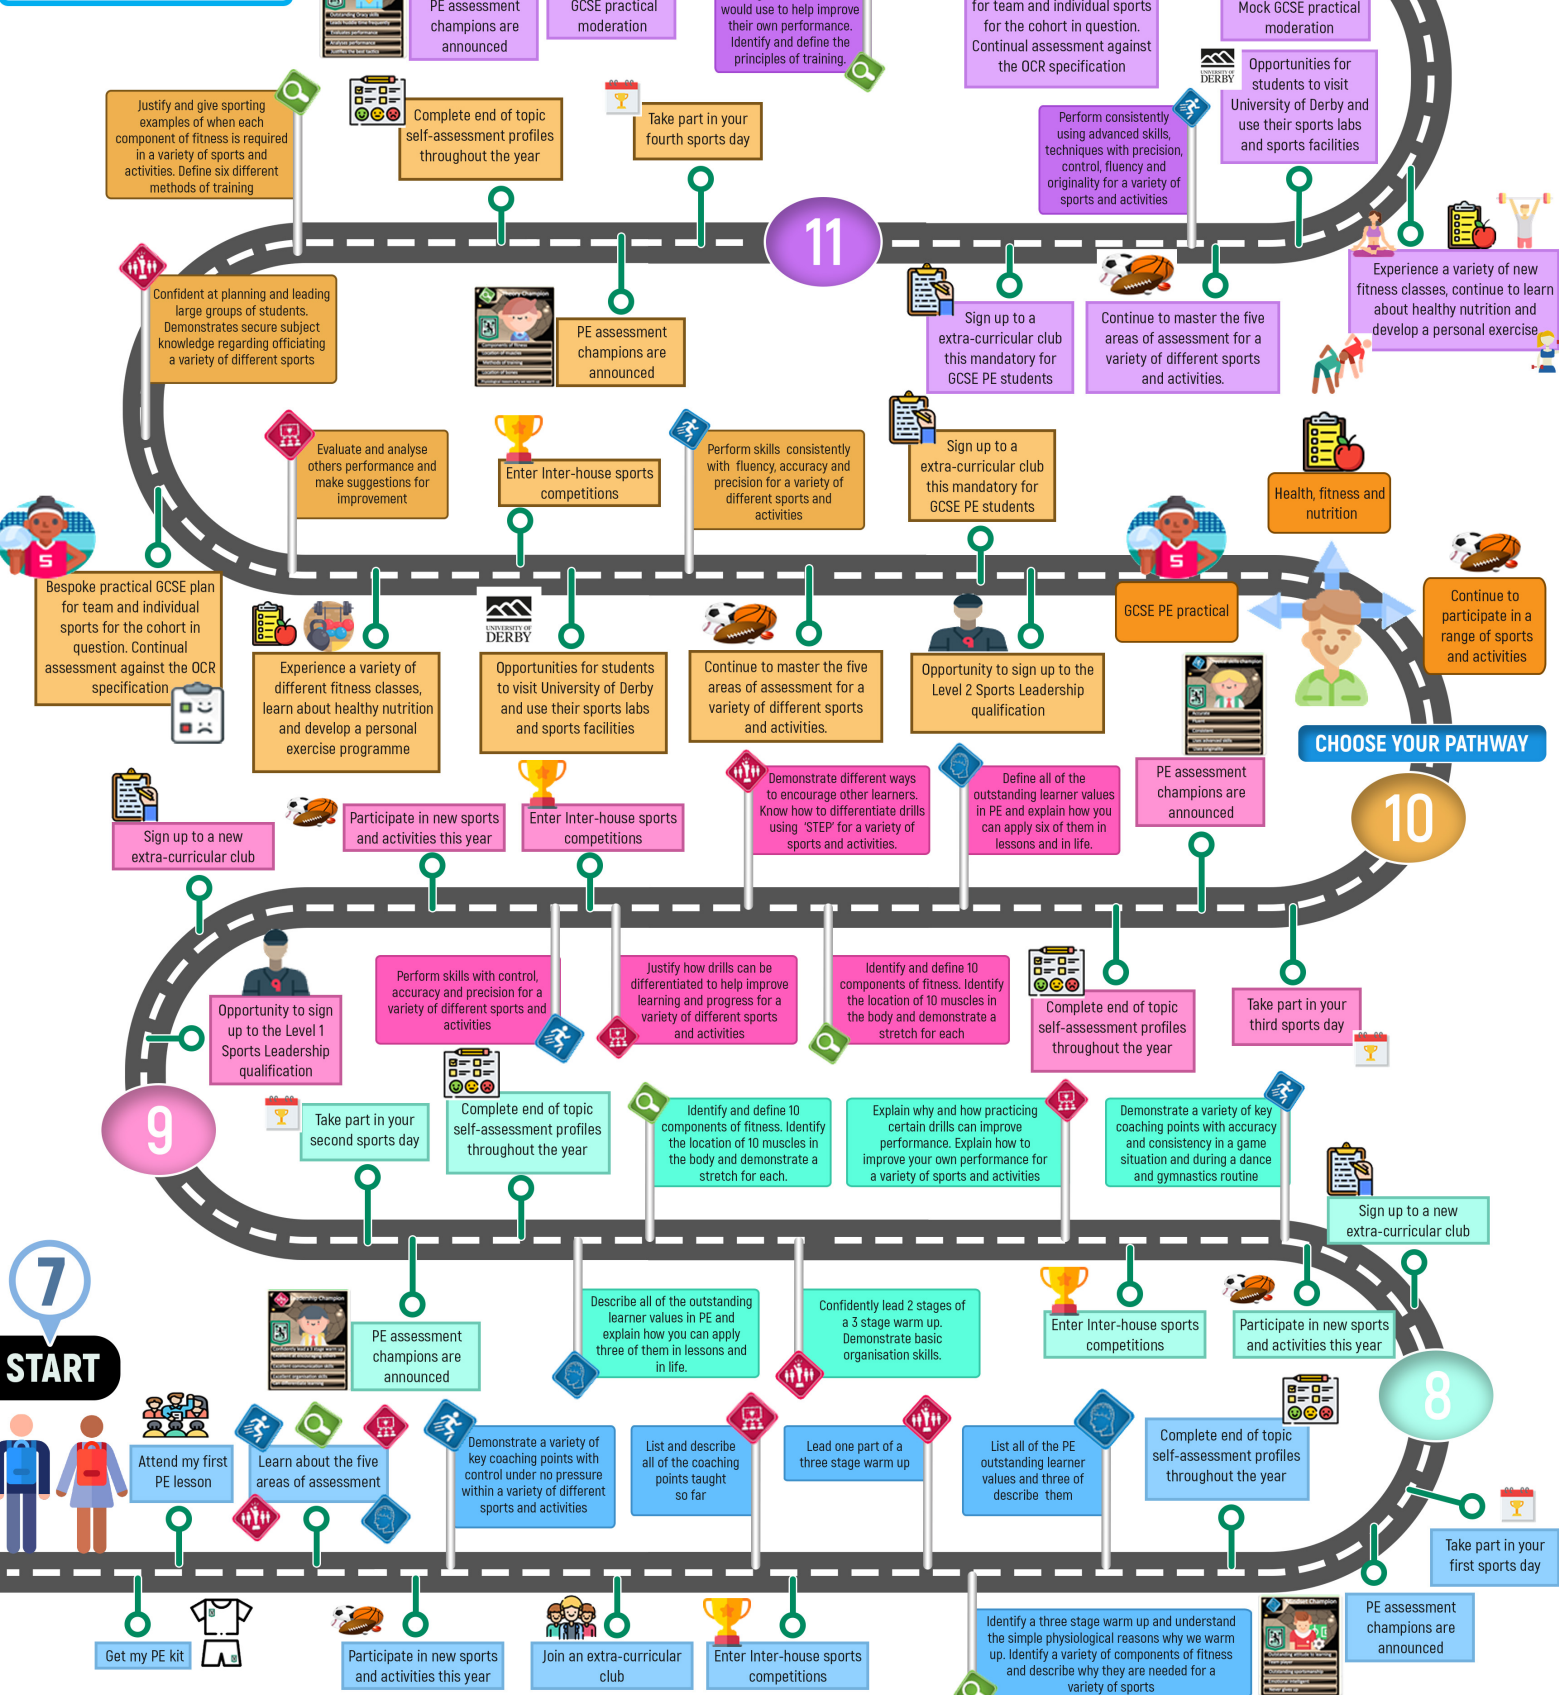 PE assessment
champions are
announced
GCSE practical
moderation
would use to help improve
their own performance.
Identify and define the
principles of training.
for team and individual sports
for the cohort in question.
Continual assessment against
the OCR specification
Mock GCSE practical
moderation
UNIVERSITY OF
DERBY
Opportunities for
students to visit
University of Derby and
use their sports labs
and sports facilities
Justify and give sporting
examples of when each
component of fitness is required
in a variety of sports and
activities. Define six different
methods of training
Complete end of topic
self-assessment profiles
throughout the year
Take part in your
fourth sports day
Perform consistently
using advanced skills,
techniques with precision,
control, fluency and
originality for a variety of
sports and activities
11
Experience a variety of new
fitness classes, continue to learn
about healthy nutrition and
develop a personal exercise
Confident at planning and leading
large groups of students.
Demonstrates secure subject
knowledge regarding officiating
a variety of different sports
PE assessment
champions are
announced
Sign up to a
extra-curricular club
this mandatory for
GCSE PE students
Continue to master the five
areas of assessment for a
variety of different sports
and activities.
Evaluate and analyse
others performance and
make suggestions for
improvement
Enter Inter-house sports
competitions
Perform skills consistently
with fluency, accuracy and
precision for a variety of
different sports and
activities
Sign up to a
extra-curricular club
this mandatory for
GCSE PE students
Health, fitness and
nutrition
Bespoke practical GCSE plan
for team and individual
sports for the cohort in
question. Continual
assessment against the OCR
specification
Experience a variety of
different fitness classes,
learn about healthy nutrition
and develop a personal
exercise programme
UNIVERSITY OF
DERBY
Opportunities for students
to visit University of Derby
and use their sports labs
and sports facilities
Continue to master the five
areas of assessment for a
variety of different sports
and activities.
Opportunity to sign up to the
Level 2 Sports Leadership
qualification
GCSE PE practical
Continue to
participate in a
range of sports
and activities
CHOOSE YOUR PATHWAY
10
Sign up to a new
extra-curricular club
Participate in new sports
and activities this year
Enter Inter-house sports
competitions
Demonstrate different ways
to encourage other learners.
Know how to differentiate drills
using 'STEP' for a variety of
sports and activities.
Define all of the
outstanding learner values
in PE and explain how you
can apply six of them in
lessons and in life.
PE assessment
champions are
announced
Opportunity to sign
up to the Level 1
Sports Leadership
qualification
Perform skills with control,
accuracy and precision for a
variety of different sports and
activities
Justify how drills can be
differentiated to help improve
learning and progress for a
variety of different sports
and activities
Identify and define 10
components of fitness. Identify
the location of 10 muscles in
the body and demonstrate a
stretch for each
Complete end of topic
self-assessment profiles
throughout the year
Take part in your
third sports day
9
Take part in your
second sports day
Complete end of topic
self-assessment profiles
throughout the year
Identify and define 10
components of fitness. Identify
the location of 10 muscles in
the body and demonstrate a
stretch for each.
Explain why and how practicing
certain drills can improve
performance. Explain how to
improve your own performance for
a variety of sports and activities
Demonstrate a variety of key
coaching points with accuracy
and consistency in a game
situation and during a dance
and gymnastics routine
Sign up to a new
extra-curricular club
PE assessment
champions are
announced
Describe all of the outstanding
learner values in PE and
explain how you can apply
three of them in lessons and
in life.
Confidently lead 2 stages of
a 3 stage warm up.
Demonstrate basic
organisation skills.
Enter Inter-house sports
competitions
Participate in new sports
and activities this year
8
7
START
Attend my first
PE lesson
Learn about the five
areas of assessment
Demonstrate a variety of
key coaching points with
control under no pressure
within a variety of different
sports and activities
List and describe
all of the coaching
points taught
so far
Lead one part of a
three stage warm up
List all of the PE
outstanding learner
values and three of
describe them
Complete end of topic
self-assessment profiles
throughout the year
Take part in your
first sports day
Get my PE kit
Participate in new sports
and activities this year
Join an extra-curricular
club
Enter Inter-house sports
competitions
Identify a three stage warm up and understand
the simple physiological reasons why we warm
up. Identify a variety of components of fitness
and describe why they are needed for a
variety of sports
PE assessment
champions are
announced